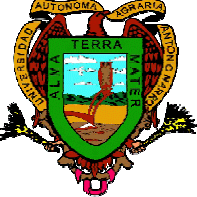 UNIVERSIDAD AUTONOMA AGRARIA ANTONIO NARRO
ALMA TERRA MATER